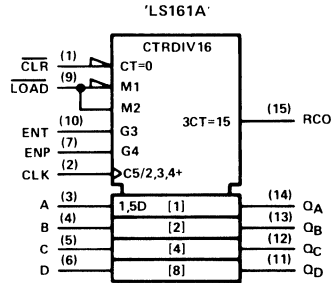 'LS161A'
CTRDIV16
CLR (1) CT=0
LOAD (9) M1
M2
ENT (10) G3 3CT=15 (15) RCO
ENP (7) G4
CLK (2) C5/2,3,4+
A (3) 1,5D [1] (14) QA
B (4) [2] (13) QB
C (5) [4] (12) QC
D (6) [8] (11) QD